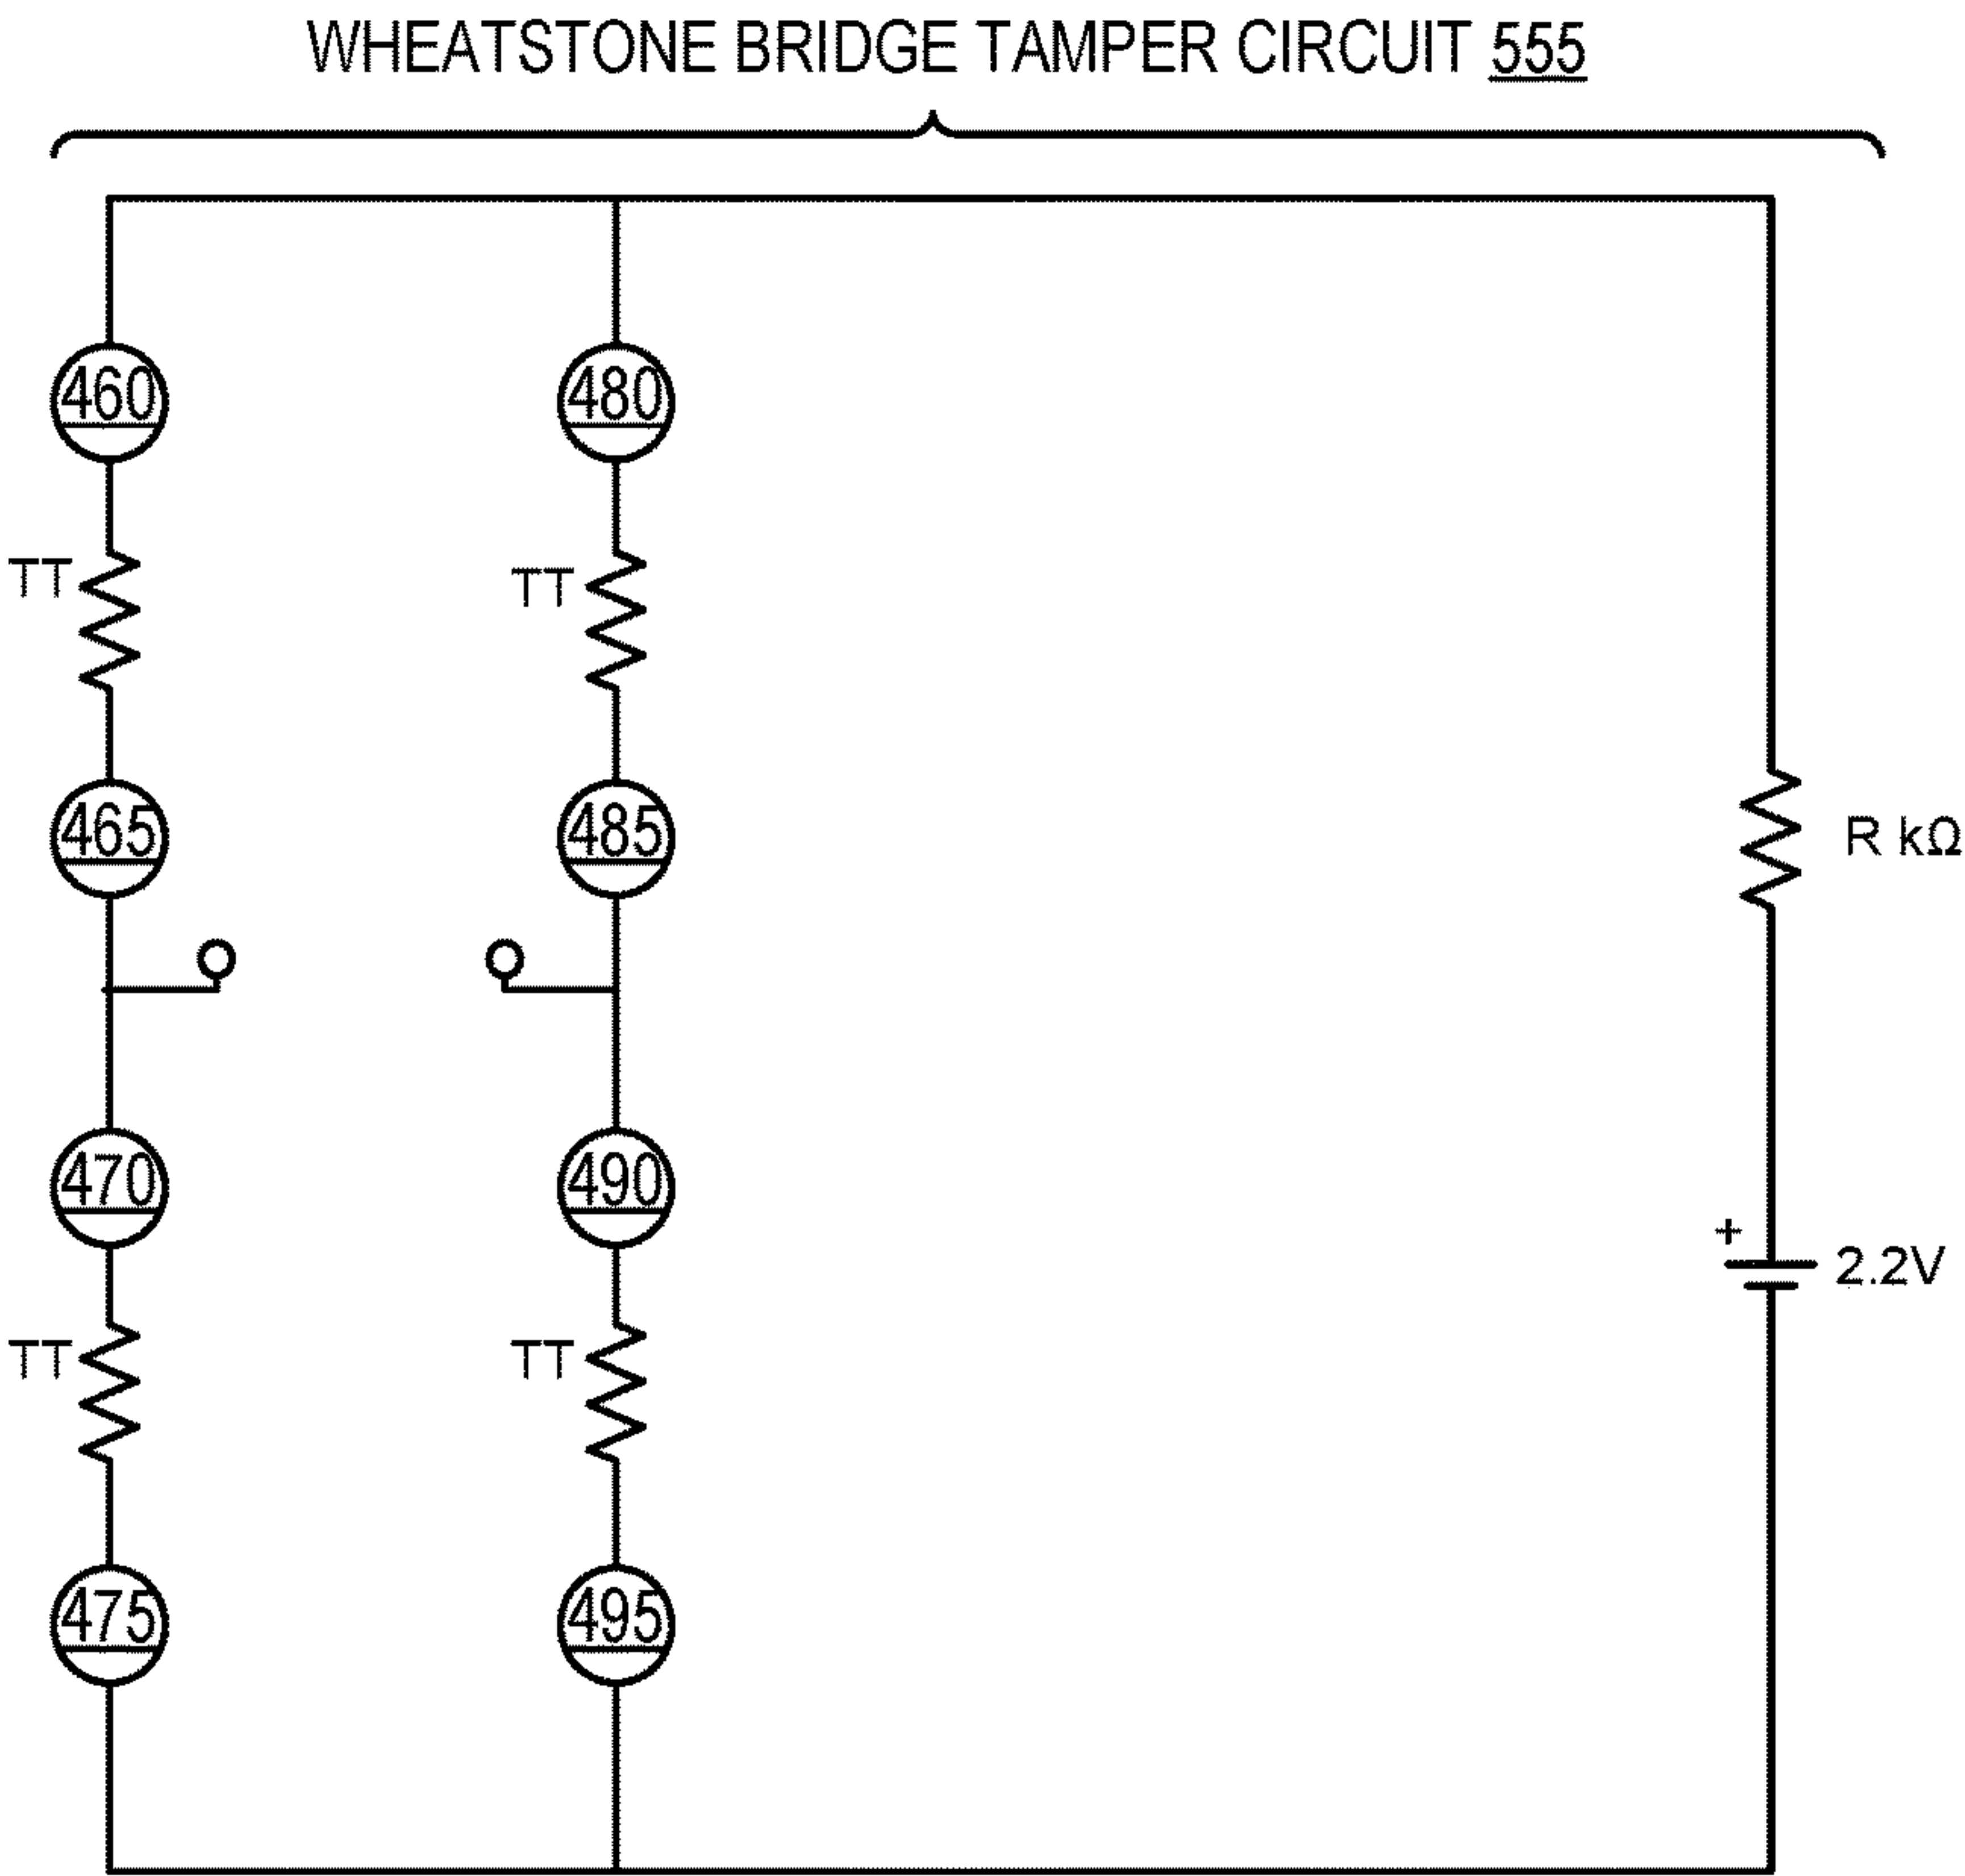 WHEATSTONE BRIDGE TAMPER CIRCUIT 555
460
480
TT
TT
465
485
R kΩ
470
490
+
2.2V
TT
TT
475
495